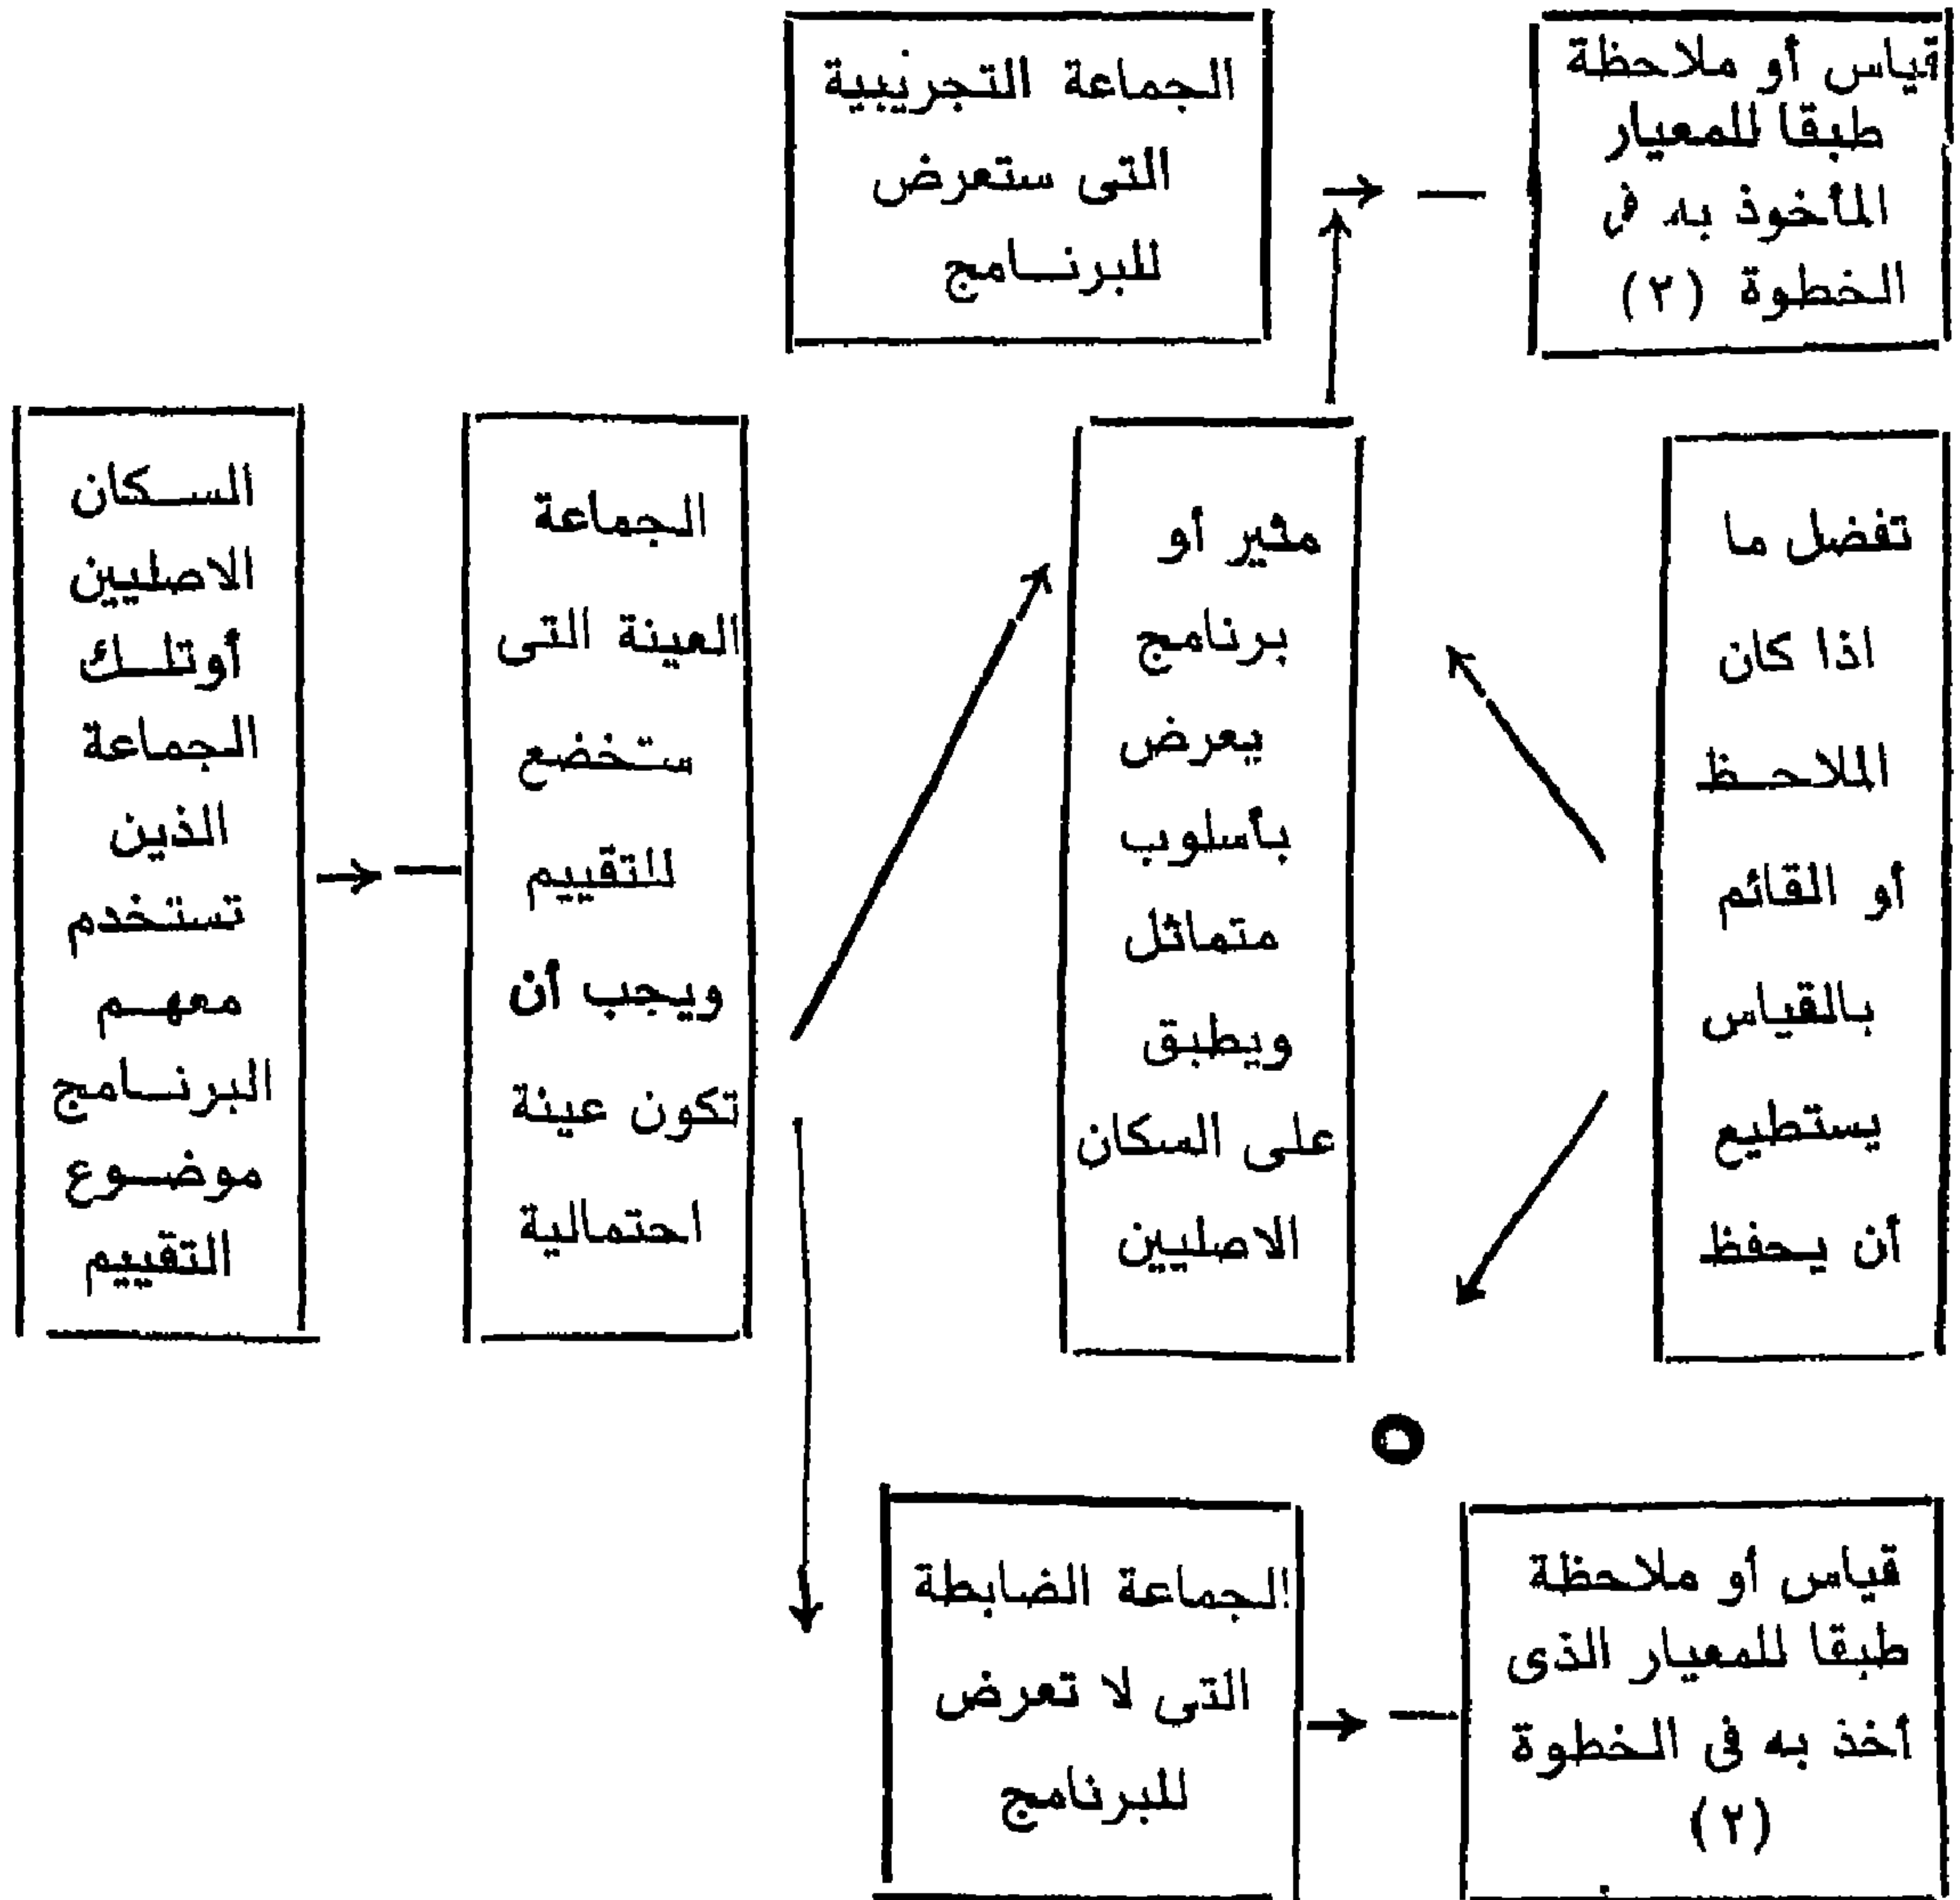 الجماعة التجريبية
التى ستعرض
للبرنامج
قياس أو ملاحظة
طبقا للمعيار
المأخوذ به فى
الخطوة (٢)
السكان
الاصليين
أو تلك
الجماعة
الذين
تستخدم
معهم
البرنامج
موضوع
التقييم
الجماعة
العينة التى
ستخضع
للتقييم
ويجب أن
تكون عينة
احتمالية
مثير أو
برنامج
يعرض
بأسلوب
متماثل
ويطبق
على السكان
الاصليين
تفضل ما
اذا كان
الملاحظ
أو القائم
بالقياس
يستطيع
أن يحفظ
الجماعة الضابطة
التى لا تعرض
للبرنامج
قياس أو ملاحظة
طبقا للمعيار الذى
أخذ به فى الخطوة
(٢)